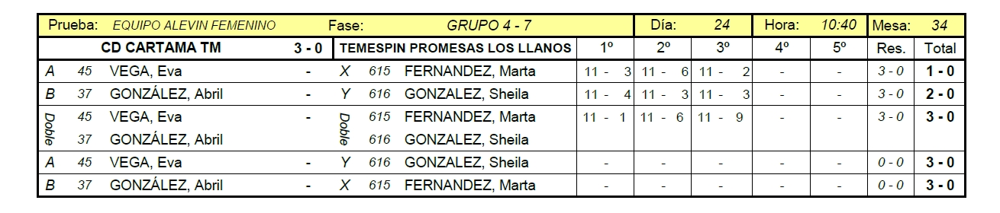 Prueba: EQUIPO ALEVIN FEMENINO Fase: GRUPO 4 - 7 Día: 24 Hora: 10:40 Mesa: 34
CD CARTAMA TM 3 - 0 TEMESPIN PROMESAS LOS LLANOS 1º 2º 3º 4º 5º Res. Total
A 45 VEGA, Eva - X 615 FERNANDEZ, Marta 11 - 3 11 - 6 11 - 2 - - 3 - 0 1 - 0
B 37 GONZÁLEZ, Abril - Y 616 GONZALEZ, Sheila 11 - 4 11 - 3 11 - 3 - - 3 - 0 2 - 0
Doble 45 VEGA, Eva - Doble 615 FERNANDEZ, Marta 11 - 1 11 - 6 11 - 9 - - 3 - 0 3 - 0
37 GONZÁLEZ, Abril 616 GONZALEZ, Sheila
A 45 VEGA, Eva - Y 616 GONZALEZ, Sheila - - - - - 0 - 0 3 - 0
B 37 GONZÁLEZ, Abril - X 615 FERNANDEZ, Marta - - - - - 0 - 0 3 - 0